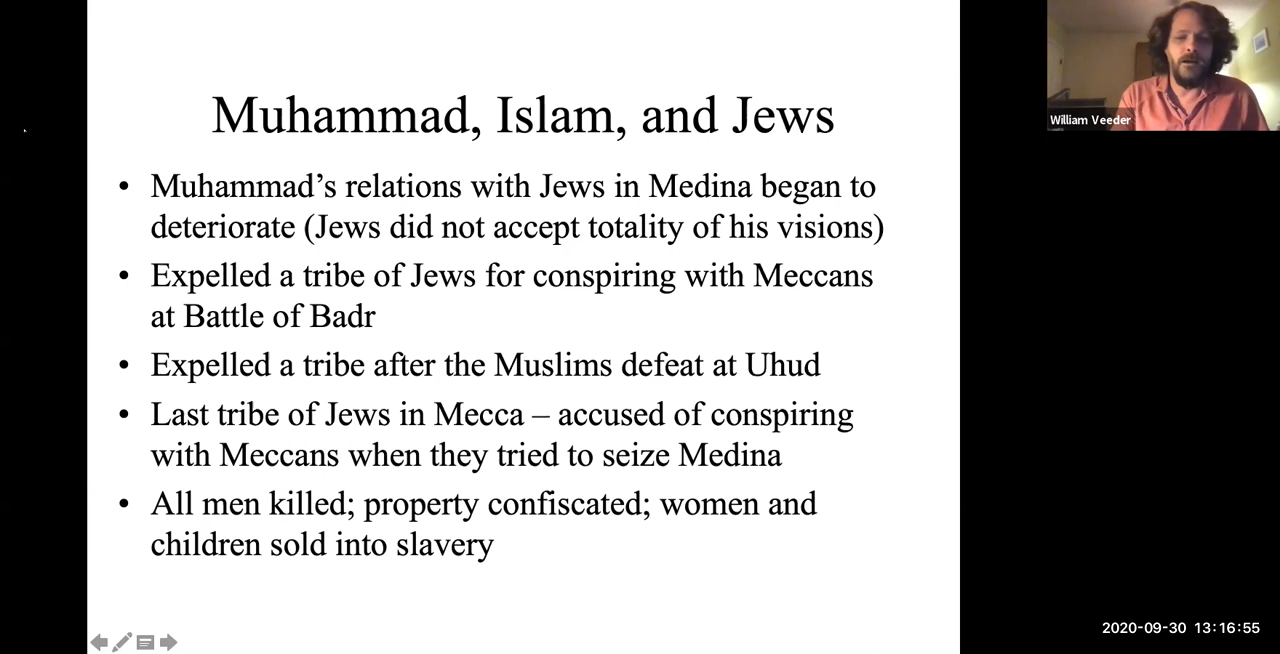 Muhammad, Islam, and Jews
• Muhammad’s relations with Jews in Medina began to
deteriorate (Jews did not accept totality of his visions)
• Expelled a tribe of Jews for conspiring with Meccans
at Battle of Badr
• Expelled a tribe after the Muslims defeat at Uhud
• Last tribe of Jews in Mecca – accused of conspiring
with Meccans when they tried to seize Medina
• All men killed; property confiscated; women and
children sold into slavery
William Veeder
2020-09-30 13:16:55